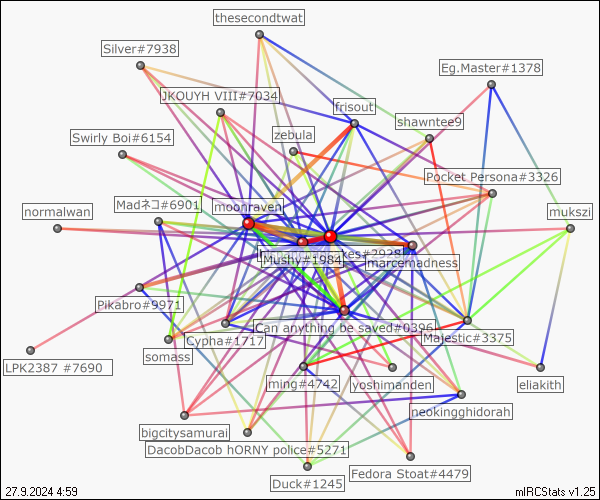 thesecondtwat
Silver#7938
Eg.Master#1378
JKOUYH VIII#7034
frisout
shawntee9
zebula
Swirly Boi#6154
Pocket Persona#3326
Madネコ#6901
moonraven
normalwan
mukszi
Mushy#1984
marcemadness
Pikabro#9971
Can anything be saved#0396
Cypha#1717
Majestic#3375
somass
LPK2387 #7690
ming#4742
yoshimanden
eliakith
neokingghidorah
bigcitysamurai
DacobDacob hORNY police#5271
Fedora Stoat#4479
Duck#1245
27.9.2024 4:59
mIRCStats v1.25